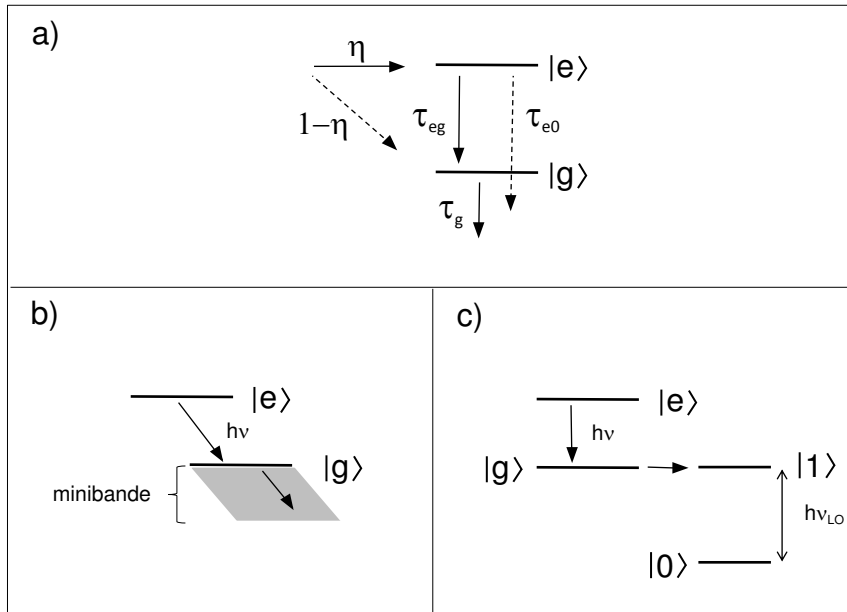 a)
η
|e⟩
1−η
τeg
τe0
|g⟩
τg
b)
|e⟩
hν
|g⟩
minibande
c)
|e⟩
hν
|g⟩
|1⟩
hνLO
|0⟩